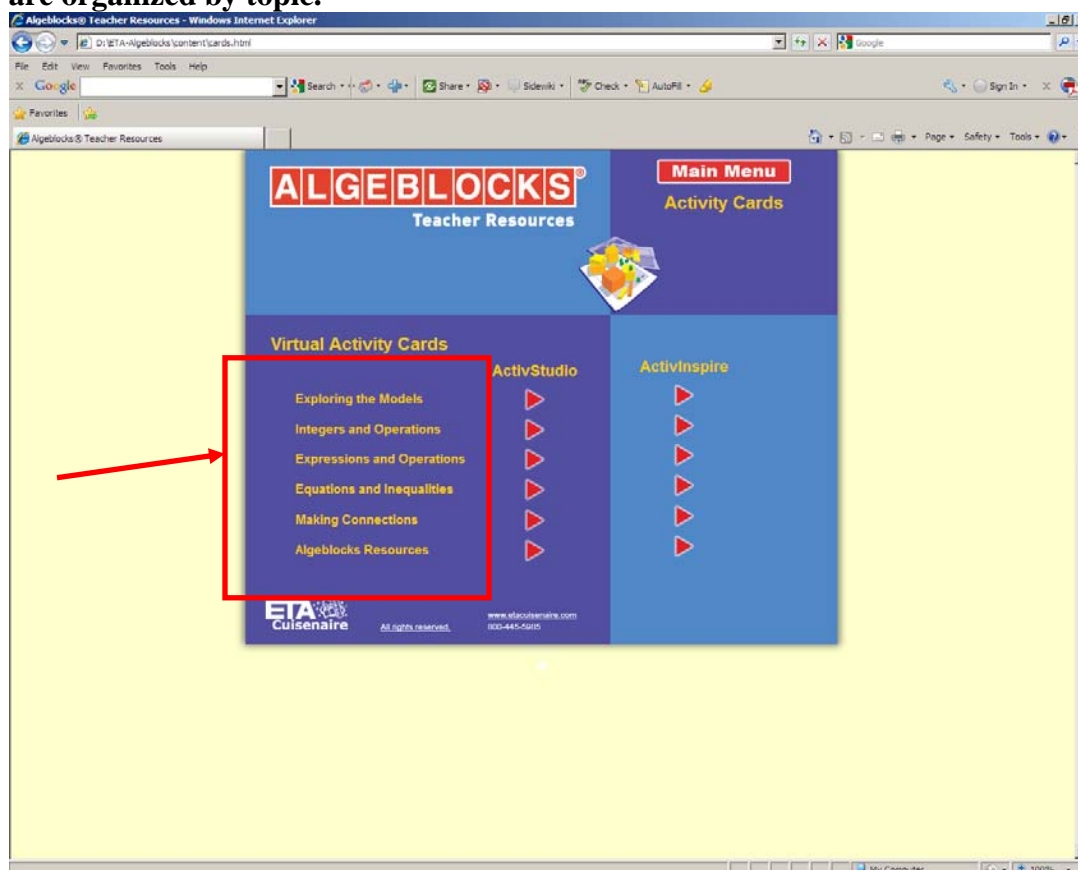 are organized by topic.
Algeblocks® Teacher Resources - Windows Internet Explorer
D:\ETA-Algeblocks\content\cards.html
Google
File Edit View Favorites Tools Help
x Google Search Share Sidewiki Check AutoFill Sign In x
Favorites
Algeblocks® Teacher Resources Page Safety Tools
ALGEBLOCKS®
Teacher Resources
Main Menu
Activity Cards
Virtual Activity Cards
ActivStudio ActivInspire
Exploring the Models
Integers and Operations
Expressions and Operations
Equations and Inequalities
Making Connections
Algeblocks Resources
ETA
Cuisenaire
All rights reserved.
www.etacuisenaire.com
800-445-5985
My Computer 100%